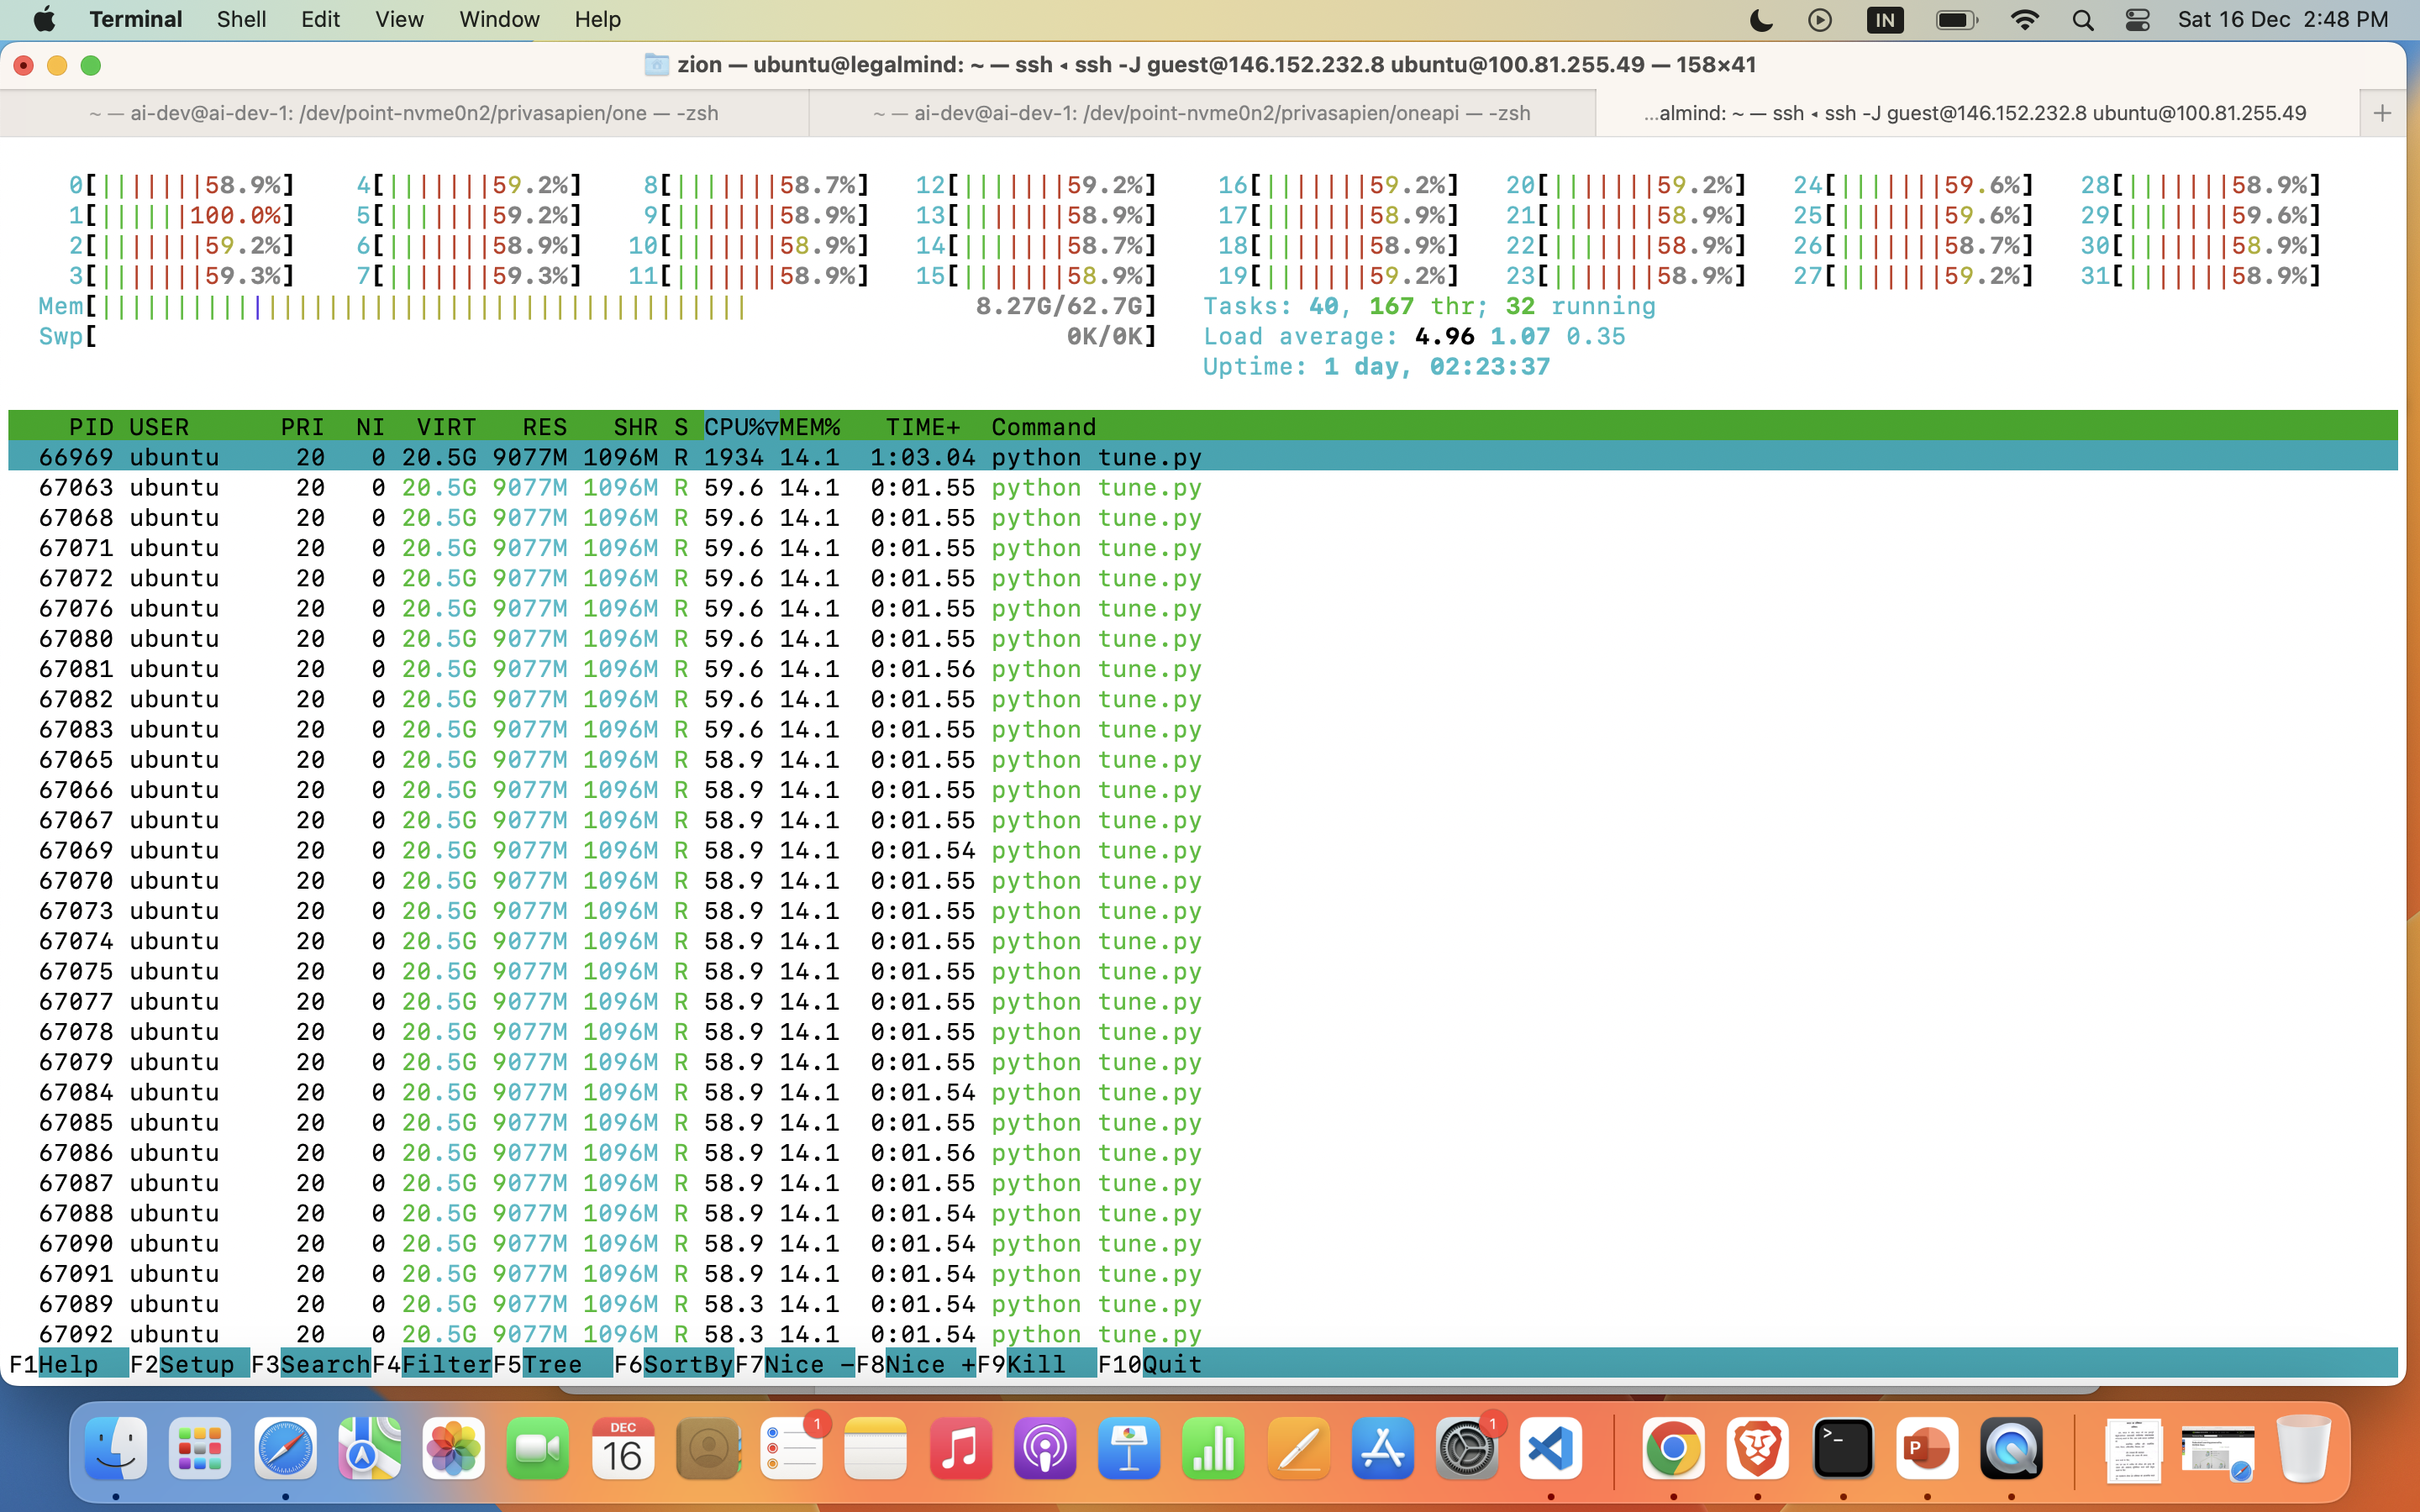 Terminal Shell Edit View Window Help IN Sat 16 Dec 2:48 PM
zion — ubuntu@legalmind: ~ — ssh ◂ ssh -J guest@146.152.232.8 ubuntu@100.81.255.49 — 158×41
~ — ai-dev@ai-dev-1: /dev/point-nvme0n2/privasapien/one — -zsh ~ — ai-dev@ai-dev-1: /dev/point-nvme0n2/privasapien/oneapi — -zsh ...almind: ~ — ssh ◂ ssh -J guest@146.152.232.8 ubuntu@100.81.255.49 +
0[|||||||58.9%] 4[|||||||59.2%] 8[|||||||58.7%] 12[|||||||59.2%] 16[|||||||59.2%] 20[|||||||59.2%] 24[|||||||59.6%] 28[|||||||58.9%]
1[||||||100.0%] 5[|||||||59.2%] 9[|||||||58.9%] 13[|||||||58.9%] 17[|||||||58.9%] 21[|||||||58.9%] 25[|||||||59.6%] 29[|||||||59.6%]
2[|||||||59.2%] 6[|||||||58.9%] 10[|||||||58.9%] 14[|||||||58.7%] 18[|||||||58.9%] 22[|||||||58.9%] 26[|||||||58.7%] 30[|||||||58.9%]
3[|||||||59.3%] 7[|||||||59.3%] 11[|||||||58.9%] 15[|||||||58.9%] 19[|||||||59.2%] 23[|||||||58.9%] 27[|||||||59.2%] 31[|||||||58.9%]
Mem[|||||||||||||||||||||||||||||||||||||||||| 8.27G/62.7G] Tasks: 40, 167 thr; 32 running
Swp[ 0K/0K] Load average: 4.96 1.07 0.35
Uptime: 1 day, 02:23:37
PID USER PRI NI VIRT RES SHR S CPU%▽MEM% TIME+ Command
66969 ubuntu 20 0 20.5G 9077M 1096M R 1934 14.1 1:03.04 python tune.py
67063 ubuntu 20 0 20.5G 9077M 1096M R 59.6 14.1 0:01.55 python tune.py
67068 ubuntu 20 0 20.5G 9077M 1096M R 59.6 14.1 0:01.55 python tune.py
67071 ubuntu 20 0 20.5G 9077M 1096M R 59.6 14.1 0:01.55 python tune.py
67072 ubuntu 20 0 20.5G 9077M 1096M R 59.6 14.1 0:01.55 python tune.py
67076 ubuntu 20 0 20.5G 9077M 1096M R 59.6 14.1 0:01.55 python tune.py
67080 ubuntu 20 0 20.5G 9077M 1096M R 59.6 14.1 0:01.55 python tune.py
67081 ubuntu 20 0 20.5G 9077M 1096M R 59.6 14.1 0:01.56 python tune.py
67082 ubuntu 20 0 20.5G 9077M 1096M R 59.6 14.1 0:01.55 python tune.py
67083 ubuntu 20 0 20.5G 9077M 1096M R 59.6 14.1 0:01.55 python tune.py
67065 ubuntu 20 0 20.5G 9077M 1096M R 58.9 14.1 0:01.55 python tune.py
67066 ubuntu 20 0 20.5G 9077M 1096M R 58.9 14.1 0:01.55 python tune.py
67067 ubuntu 20 0 20.5G 9077M 1096M R 58.9 14.1 0:01.55 python tune.py
67069 ubuntu 20 0 20.5G 9077M 1096M R 58.9 14.1 0:01.54 python tune.py
67070 ubuntu 20 0 20.5G 9077M 1096M R 58.9 14.1 0:01.55 python tune.py
67073 ubuntu 20 0 20.5G 9077M 1096M R 58.9 14.1 0:01.55 python tune.py
67074 ubuntu 20 0 20.5G 9077M 1096M R 58.9 14.1 0:01.55 python tune.py
67075 ubuntu 20 0 20.5G 9077M 1096M R 58.9 14.1 0:01.55 python tune.py
67077 ubuntu 20 0 20.5G 9077M 1096M R 58.9 14.1 0:01.55 python tune.py
67078 ubuntu 20 0 20.5G 9077M 1096M R 58.9 14.1 0:01.55 python tune.py
67079 ubuntu 20 0 20.5G 9077M 1096M R 58.9 14.1 0:01.55 python tune.py
67084 ubuntu 20 0 20.5G 9077M 1096M R 58.9 14.1 0:01.54 python tune.py
67085 ubuntu 20 0 20.5G 9077M 1096M R 58.9 14.1 0:01.55 python tune.py
67086 ubuntu 20 0 20.5G 9077M 1096M R 58.9 14.1 0:01.56 python tune.py
67087 ubuntu 20 0 20.5G 9077M 1096M R 58.9 14.1 0:01.55 python tune.py
67088 ubuntu 20 0 20.5G 9077M 1096M R 58.9 14.1 0:01.54 python tune.py
67090 ubuntu 20 0 20.5G 9077M 1096M R 58.9 14.1 0:01.54 python tune.py
67091 ubuntu 20 0 20.5G 9077M 1096M R 58.9 14.1 0:01.54 python tune.py
67089 ubuntu 20 0 20.5G 9077M 1096M R 58.3 14.1 0:01.54 python tune.py
67092 ubuntu 20 0 20.5G 9077M 1096M R 58.3 14.1 0:01.54 python tune.py
F1Help F2Setup F3SearchF4FilterF5Tree F6SortByF7Nice -F8Nice +F9Kill F10Quit
DEC
16
1
1
>_
P